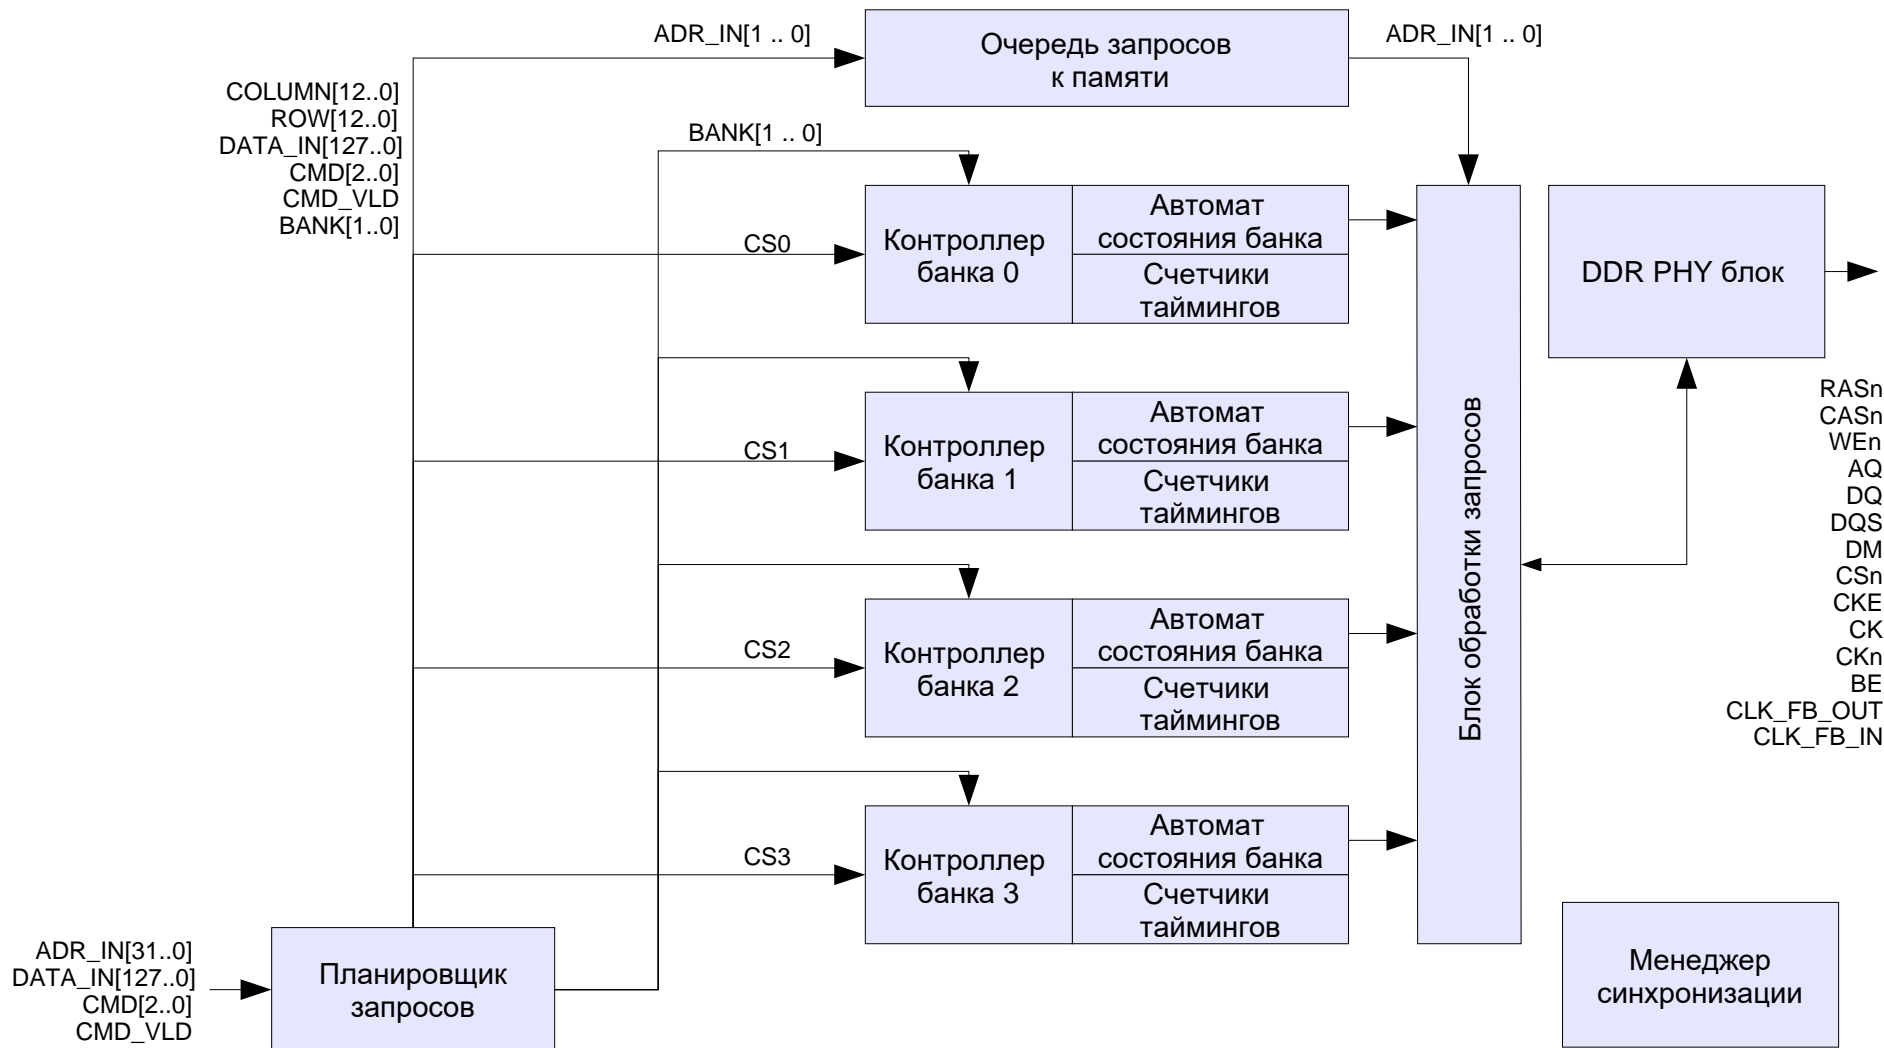 ADR_IN[1 .. 0]
Очередь запросов
к памяти
ADR_IN[1 .. 0]
COLUMN[12..0]
ROW[12..0]
DATA_IN[127..0]
CMD[2..0]
CMD_VLD
BANK[1..0]
BANK[1 .. 0]
CS0
Контроллер
банка 0
Автомат
состояния банка
Счетчики
таймингов
CS1
Контроллер
банка 1
Автомат
состояния банка
Счетчики
таймингов
CS2
Контроллер
банка 2
Автомат
состояния банка
Счетчики
таймингов
CS3
Контроллер
банка 3
Автомат
состояния банка
Счетчики
таймингов
Блок обработки запросов
DDR PHY блок
RASn
CASn
WEn
AQ
DQ
DQS
DM
CSn
CKE
CK
CKn
BE
CLK_FB_OUT
CLK_FB_IN
ADR_IN[31..0]
DATA_IN[127..0]
CMD[2..0]
CMD_VLD
Планировщик
запросов
Менеджер
синхронизации